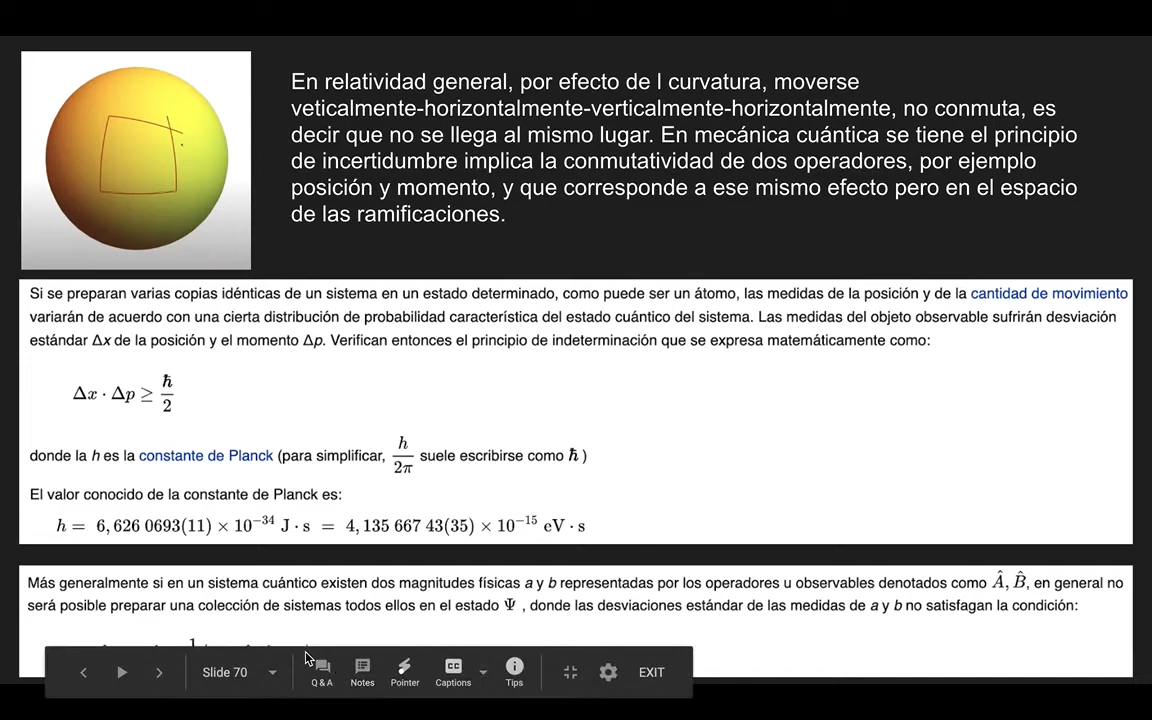 En relatividad general, por efecto de l curvatura, moverse
veticalmente-horizontalmente-verticalmente-horizontalmente, no conmuta, es
decir que no se llega al mismo lugar. En mecánica cuántica se tiene el principio
de incertidumbre implica la conmutatividad de dos operadores, por ejemplo
posición y momento, y que corresponde a ese mismo efecto pero en el espacio
de las ramificaciones.
Si se preparan varias copias idénticas de un sistema en un estado determinado, como puede ser un átomo, las medidas de la posición y de la cantidad de movimiento
variarán de acuerdo con una cierta distribución de probabilidad característica del estado cuántico del sistema. Las medidas del objeto observable sufrirán desviación
estándar Δx de la posición y el momento Δp. Verifican entonces el principio de indeterminación que se expresa matemáticamente como:
Δx · Δp ≥ ħ/2
donde la h es la constante de Planck (para simplificar, h/2π suele escribirse como ħ )
El valor conocido de la constante de Planck es:
h = 6,626 0693(11) × 10⁻³⁴ J · s = 4,135 667 43(35) × 10⁻¹⁵ eV · s
Más generalmente si en un sistema cuántico existen dos magnitudes físicas a y b representadas por los operadores u observables denotados como Â, B̂, en general no
será posible preparar una colección de sistemas todos ellos en el estado Ψ , donde las desviaciones estándar de las medidas de a y b no satisfagan la condición:
Slide 70
Q & A
Notes
Pointer
CC
Captions
Tips
EXIT